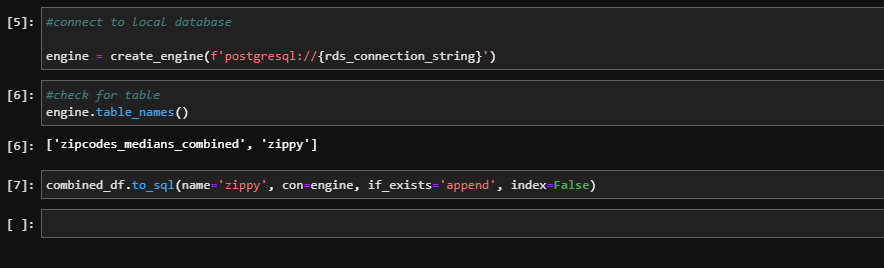 [5]: #connect to local database
engine = create_engine(f'postgresql://{rds_connection_string}')
[6]: #check for table
engine.table_names()
[6]: ['zipcodes_medians_combined', 'zippy']
[7]: combined_df.to_sql(name='zippy', con=engine, if_exists='append', index=False)
[ ]: